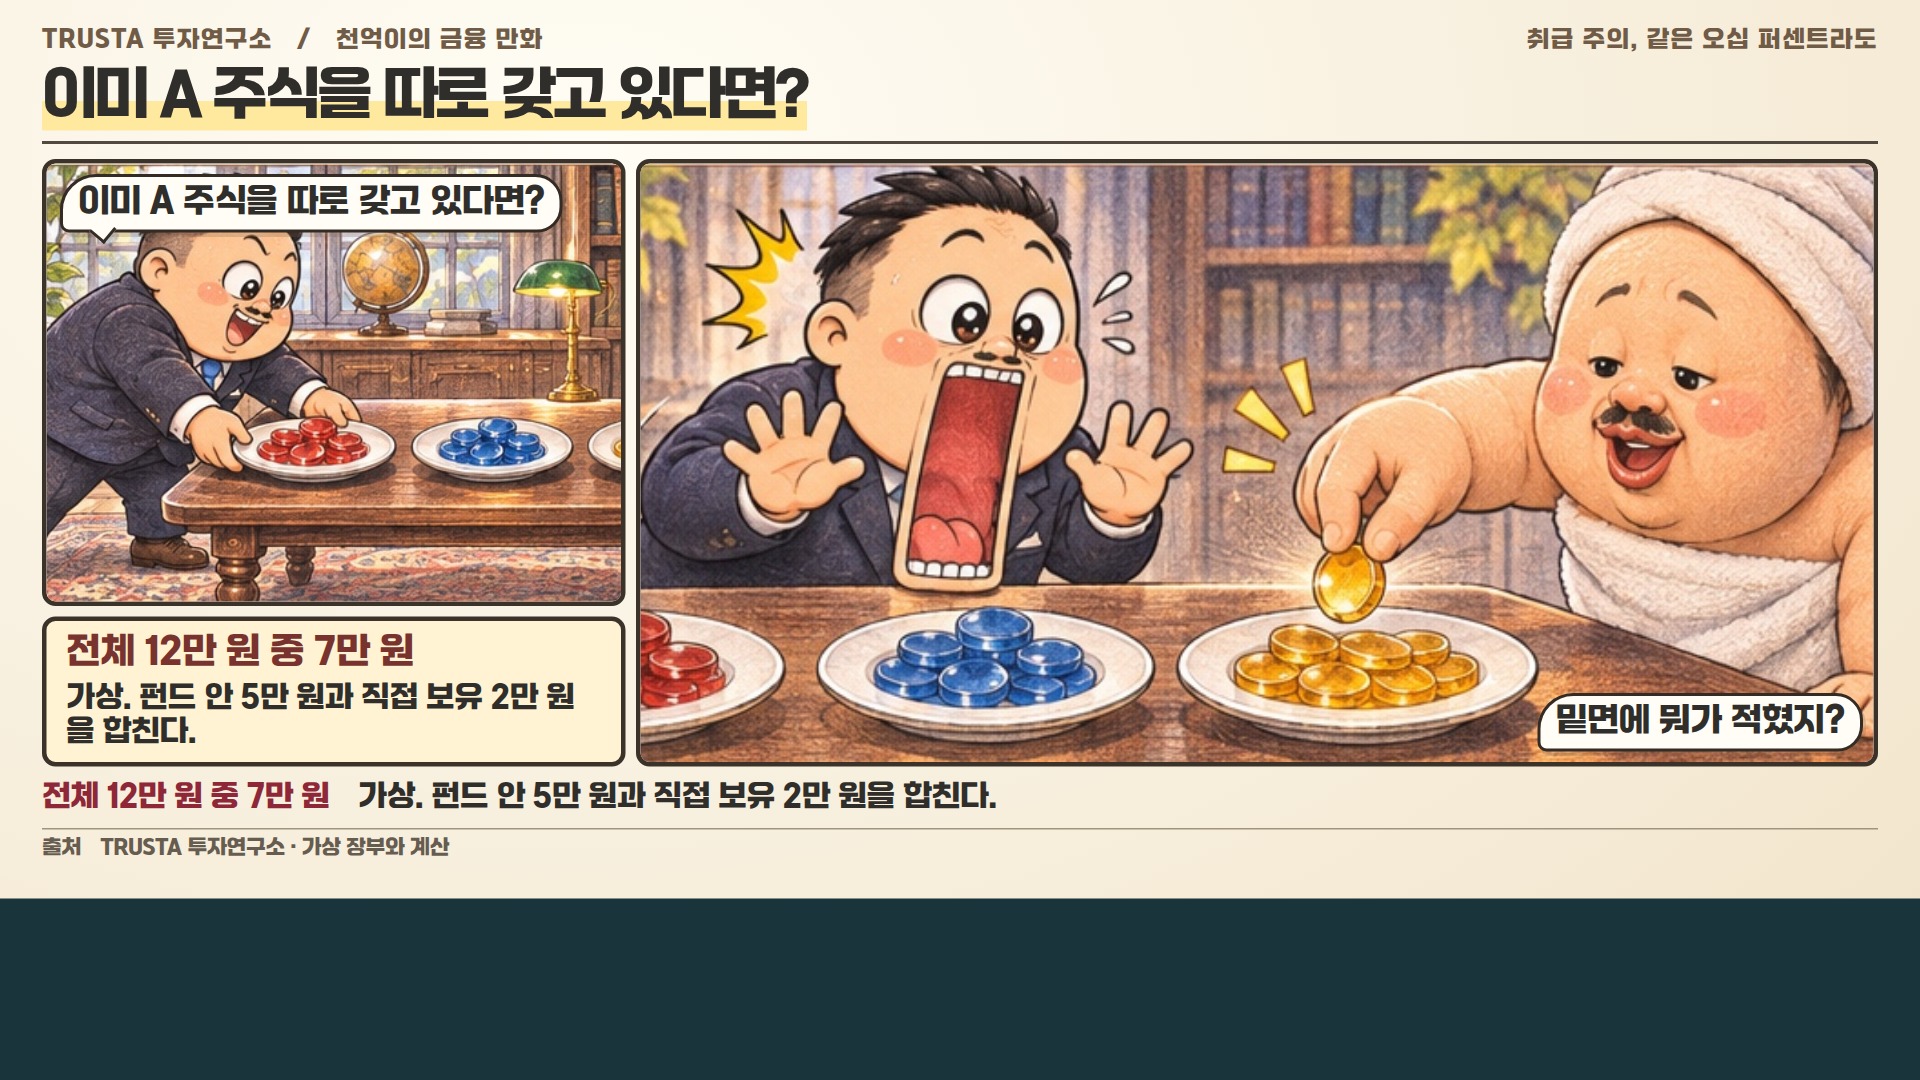 TRUSTA 투자연구소 / 천억이의 금융 만화
취급 주의, 같은 오십 퍼센트라도
이미 A 주식을 따로 갖고 있다면?
이미 A 주식을 따로 갖고 있다면?
밑면에 뭐가 적혔지?
전체 12만 원 중 7만 원
가상. 펀드 안 5만 원과 직접 보유 2만 원
을 합친다.
전체 12만 원 중 7만 원 가상. 펀드 안 5만 원과 직접 보유 2만 원을 합친다.
출처 TRUSTA 투자연구소 · 가상 장부와 계산